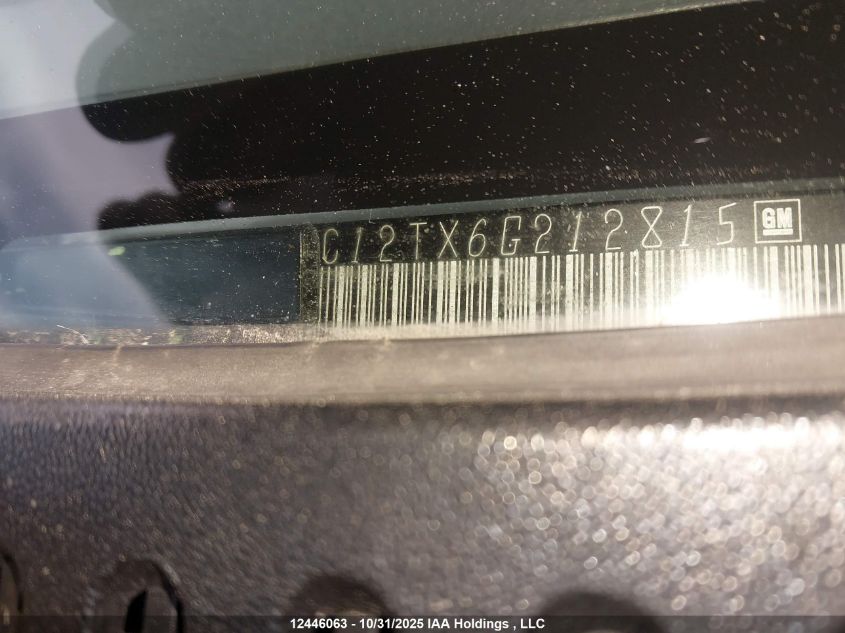 C12TX6G212815 GM
12446063 - 10/31/2025 IAA Holdings , LLC